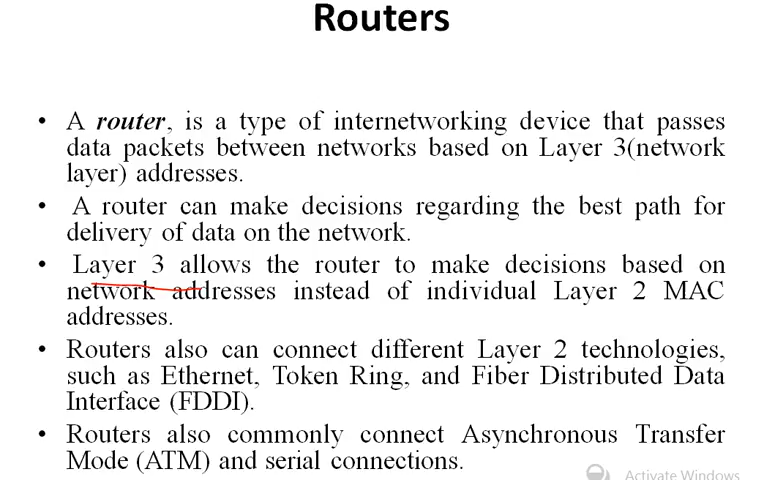 Routers
• A router, is a type of internetworking device that passes
data packets between networks based on Layer 3(network
layer) addresses.
• A router can make decisions regarding the best path for
delivery of data on the network.
• Layer 3 allows the router to make decisions based on
network addresses instead of individual Layer 2 MAC
addresses.
• Routers also can connect different Layer 2 technologies,
such as Ethernet, Token Ring, and Fiber Distributed Data
Interface (FDDI).
• Routers also commonly connect Asynchronous Transfer
Mode (ATM) and serial connections.
Activate Windows